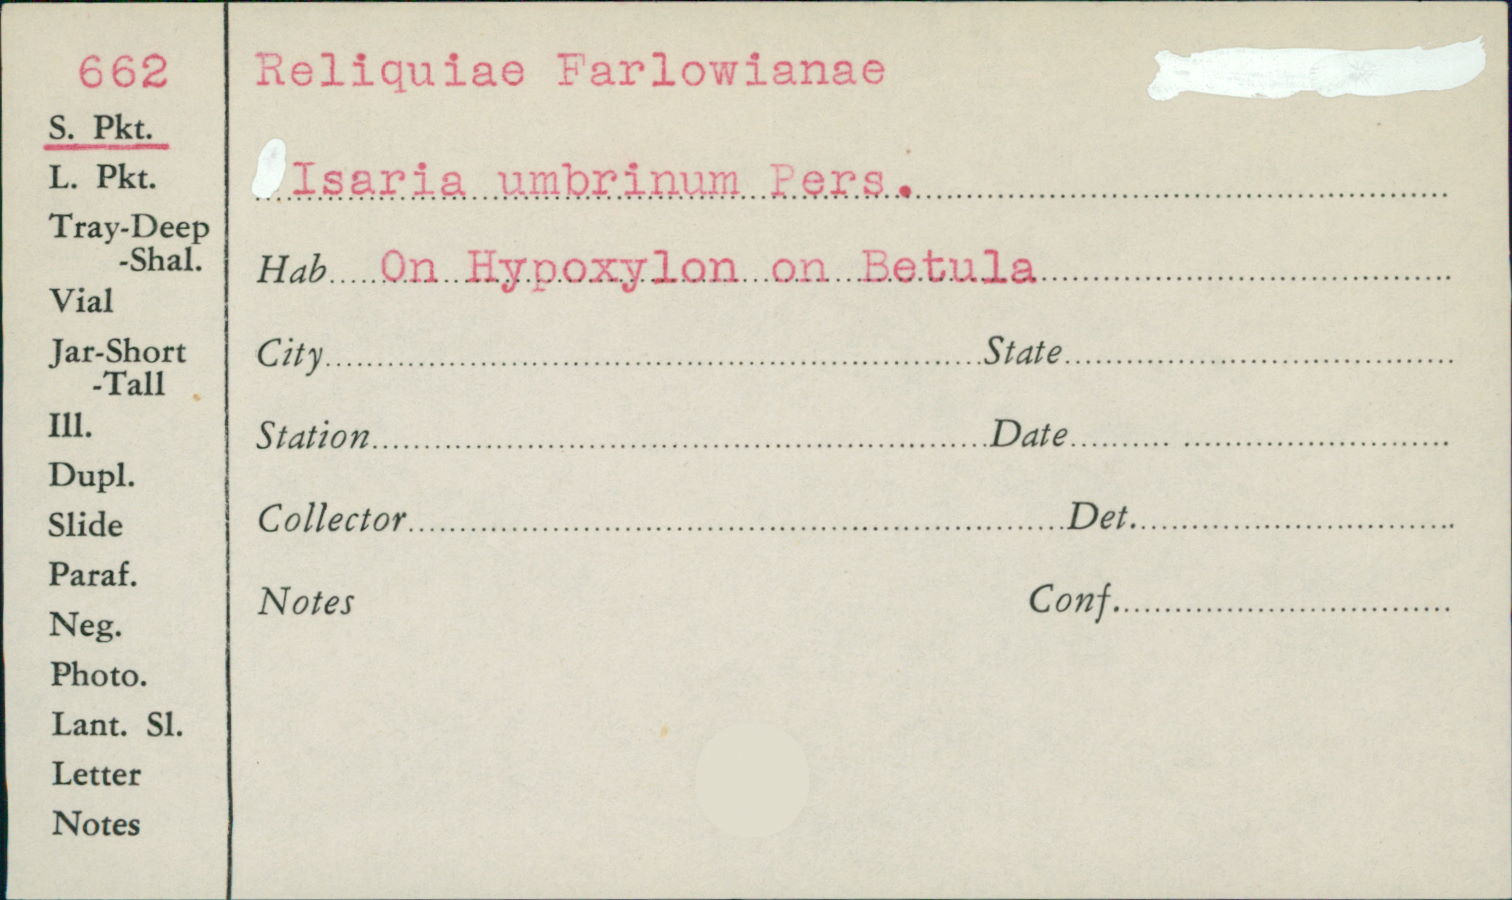 662
S. Pkt.
L. Pkt.
Tray-Deep
-Shal.
Vial
Jar-Short
-Tall
Ill.
Dupl.
Slide
Paraf.
Neg.
Photo.
Lant. Sl.
Letter
Notes
Reliquiae Farlowianae
Isaria umbrinum Pers.
Hab. On Hypoxylon on Betula
City State
Station Date
Collector Det.
Notes Conf.